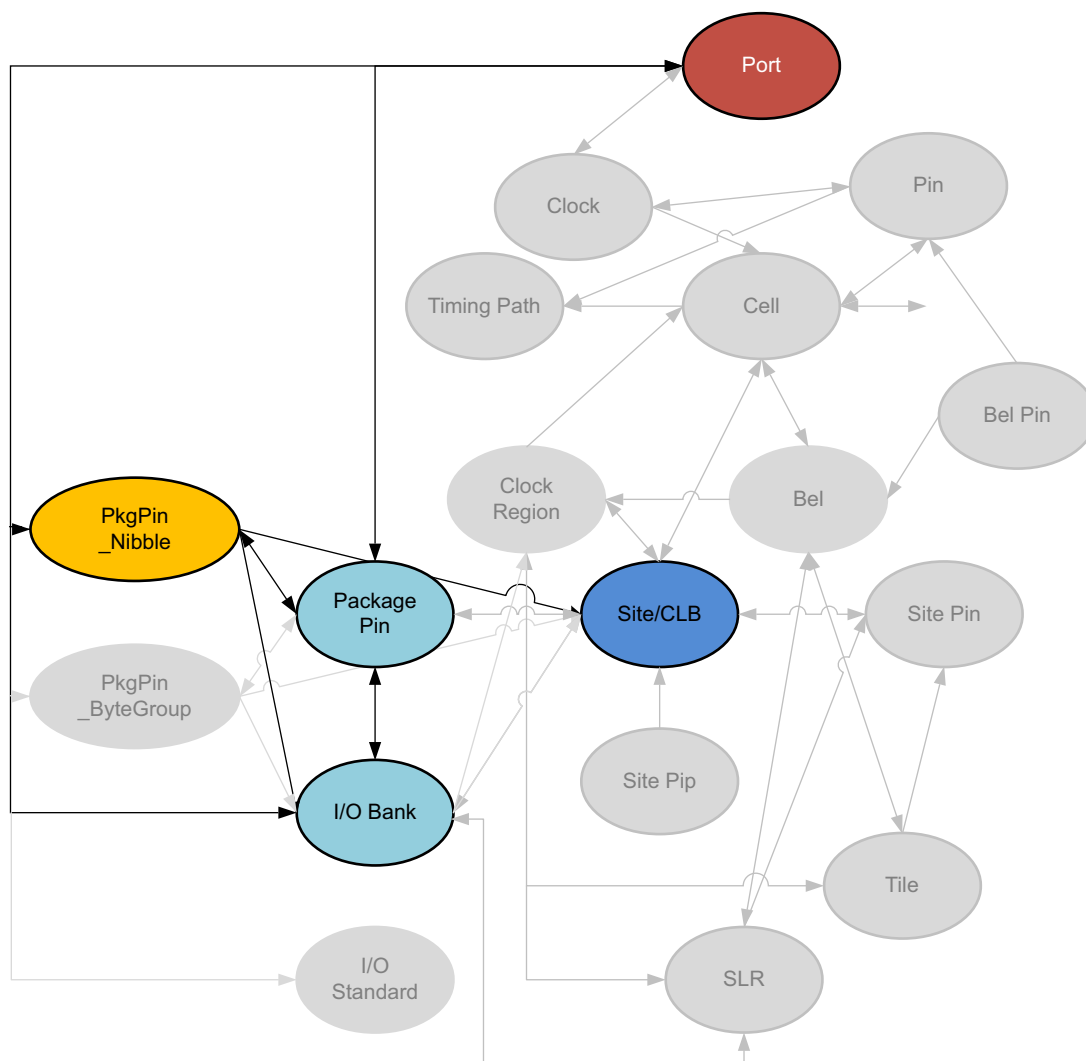 Port
Pin
Clock
Timing Path
Cell
Bel Pin
Clock
Region
Bel
PkgPin
_Nibble
Package
Pin
Site/CLB
Site Pin
PkgPin
_ByteGroup
Site Pip
I/O Bank
Tile
I/O
Standard
SLR